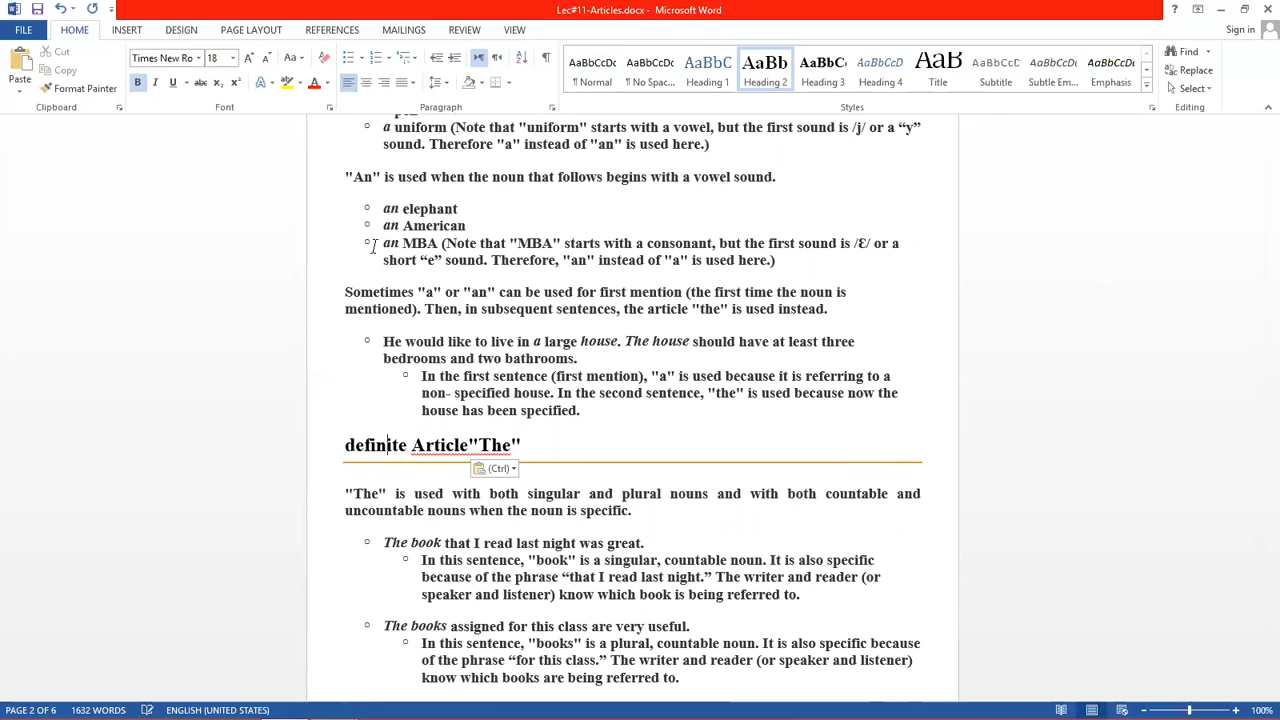 Lec#11-Articles.docx - Microsoft Word
Sign in
FILE HOME INSERT DESIGN PAGE LAYOUT REFERENCES MAILINGS REVIEW VIEW
Paste Cut Copy Format Painter
Times New Ro 18
AaBbCcDc AaBbCcDc AaBbC AaBb AaBbC AaBbCcD AaB AaBbCcD AaBbCcDc AaBbCcDc
¶ Normal ¶ No Spac... Heading 1 Heading 2 Heading 3 Heading 4 Title Subtitle Subtle Em... Emphasis
Find
Replace
Select
Clipboard Font Paragraph Styles Editing
a uniform (Note that "uniform" starts with a vowel, but the first sound is /j/ or a “y”
sound. Therefore "a" instead of "an" is used here.)
"An" is used when the noun that follows begins with a vowel sound.
an elephant
an American
an MBA (Note that "MBA" starts with a consonant, but the first sound is /Ɛ/ or a
short “e” sound. Therefore, "an" instead of "a" is used here.)
Sometimes "a" or "an" can be used for first mention (the first time the noun is
mentioned). Then, in subsequent sentences, the article "the" is used instead.
He would like to live in a large house. The house should have at least three
bedrooms and two bathrooms.
In the first sentence (first mention), "a" is used because it is referring to a
non- specified house. In the second sentence, "the" is used because now the
house has been specified.
definite Article"The"
(Ctrl)
"The" is used with both singular and plural nouns and with both countable and
uncountable nouns when the noun is specific.
The book that I read last night was great.
In this sentence, "book" is a singular, countable noun. It is also specific
because of the phrase “that I read last night.” The writer and reader (or
speaker and listener) know which book is being referred to.
The books assigned for this class are very useful.
In this sentence, "books" is a plural, countable noun. It is also specific because
of the phrase “for this class.” The writer and reader (or speaker and listener)
know which books are being referred to.
PAGE 2 OF 6 1632 WORDS ENGLISH (UNITED STATES) 100%